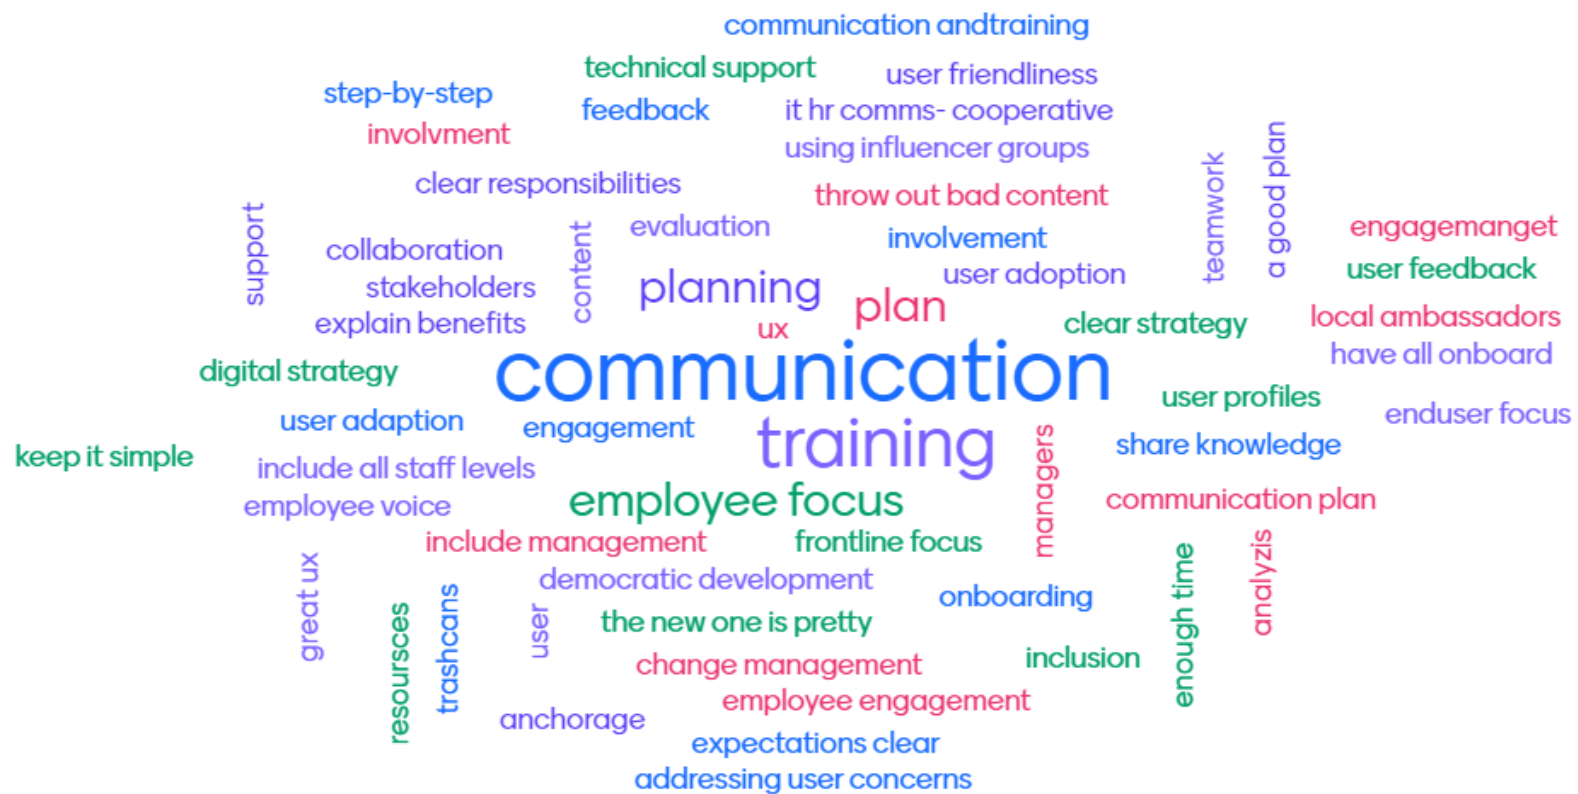 communication andtraining
technical support
user friendliness
step-by-step
feedback
it hr comms- cooperative
involvment
using influencer groups
clear responsibilities
throw out bad content
teamwork
a good plan
support
collaboration
content
evaluation
involvement
engagemanget
stakeholders
planning
user adoption
user feedback
explain benefits
plan
ux
clear strategy
local ambassadors
have all onboard
digital strategy
communication
user profiles
user adaption
engagement
training
managers
share knowledge
enduser focus
keep it simple
include all staff levels
employee voice
employee focus
communication plan
include management
frontline focus
great ux
democratic development
onboarding
enough time
analyzis
resoursces
trashcans
user
the new one is pretty
change management
inclusion
employee engagement
anchorage
expectations clear
addressing user concerns